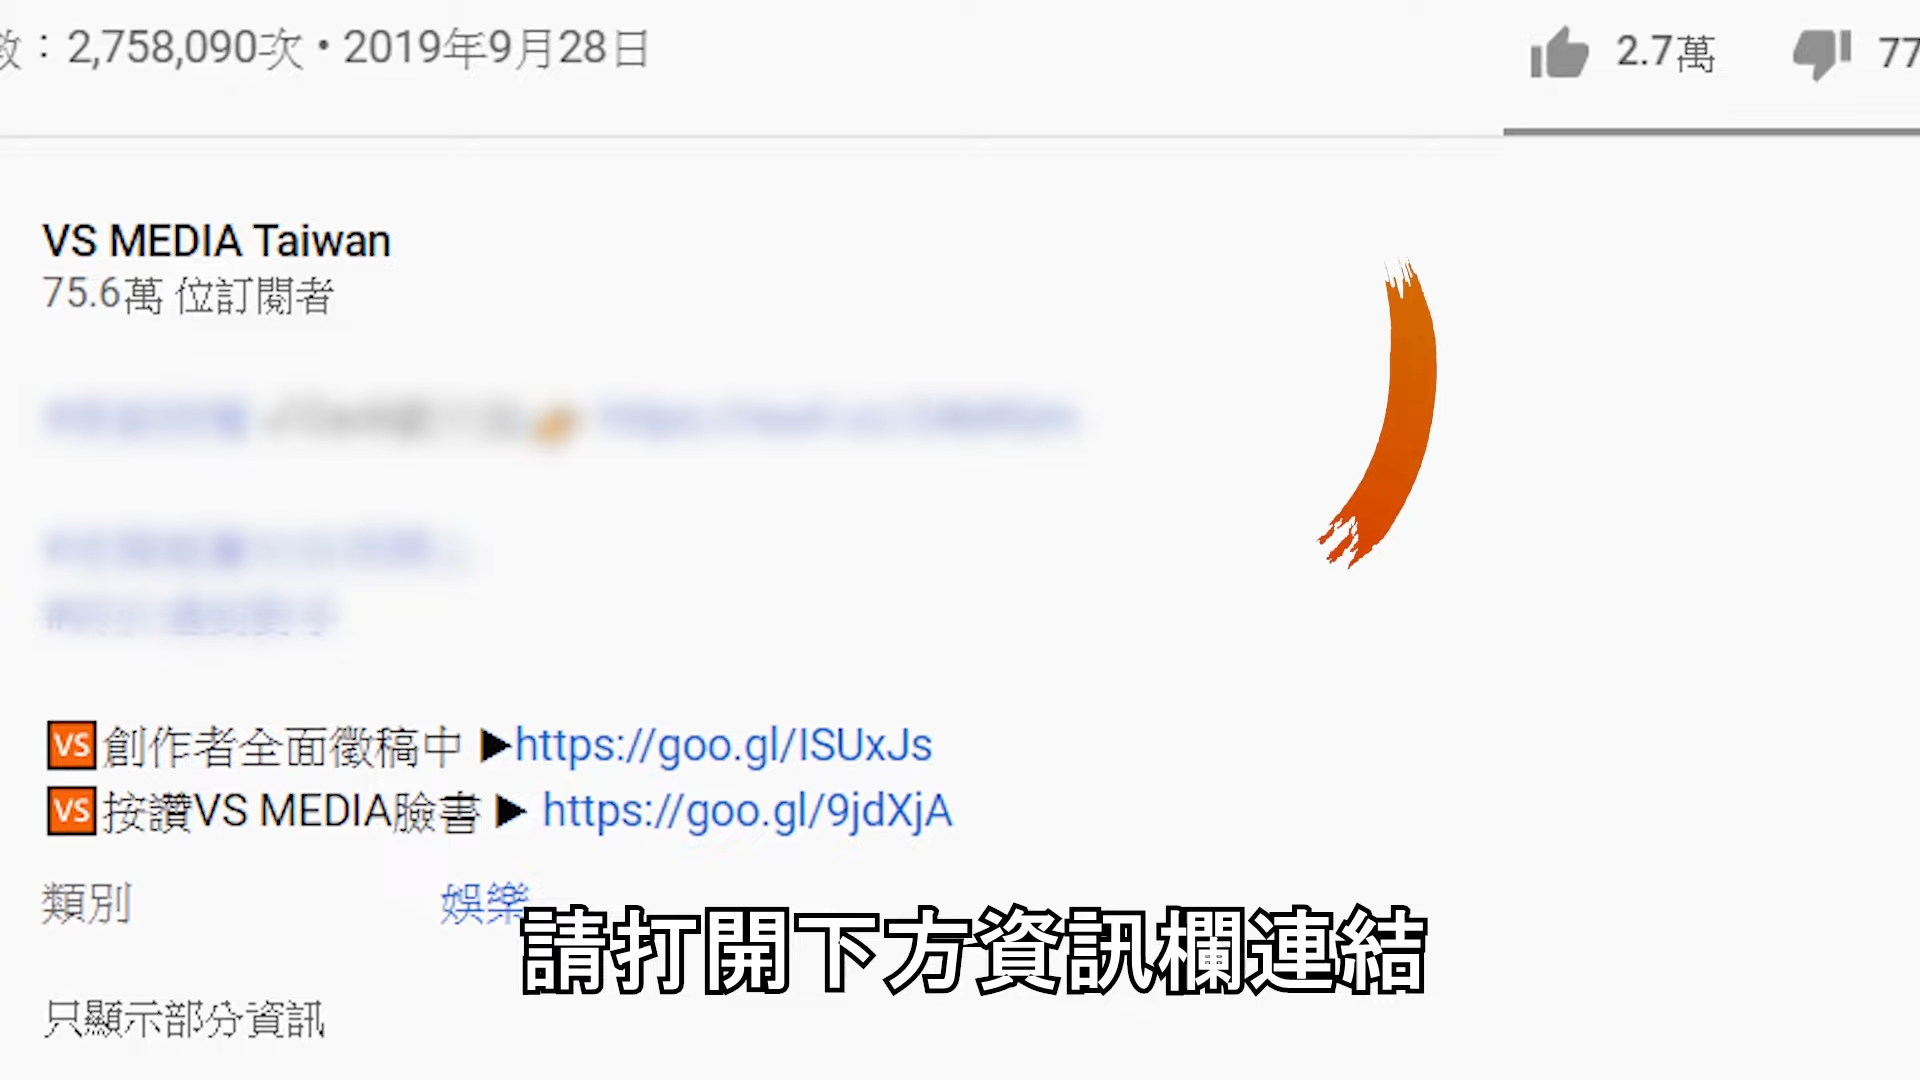 數：2,758,090次 • 2019年9月28日
2.7萬
77
VS MEDIA Taiwan
75.6萬 位訂閱者
VS創作者全面徵稿中 ▶https://goo.gl/ISUxJs
VS按讚VS MEDIA臉書 ▶ https://goo.gl/9jdXjA
類別 娛樂
請打開下方資訊欄連結
只顯示部分資訊